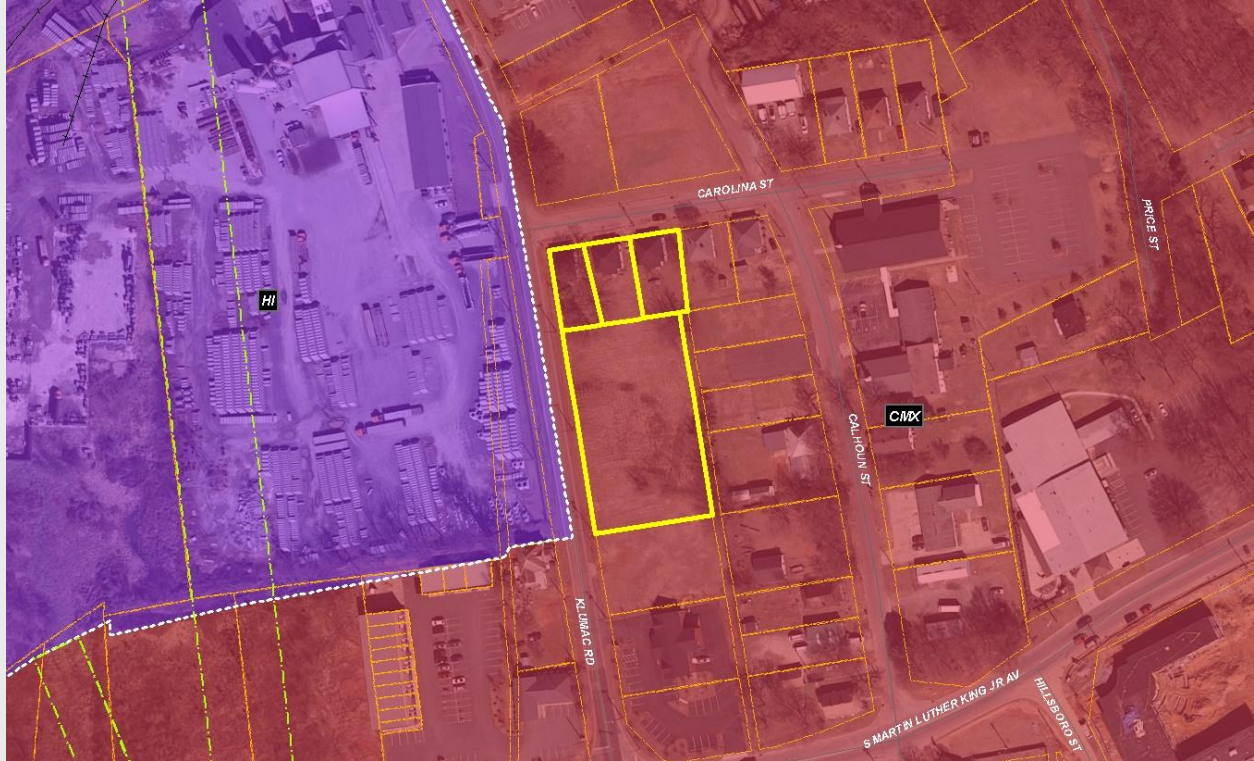 CAROLINA ST
PRICE ST
HI
CMX
CALHOUN ST
KLUMAC RD
S MARTIN LUTHER KING JR AV
HILLSBORO ST